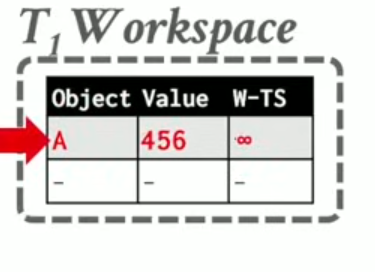 T₁ Workspace
Object Value W-TS
A 456 ∞
- - -